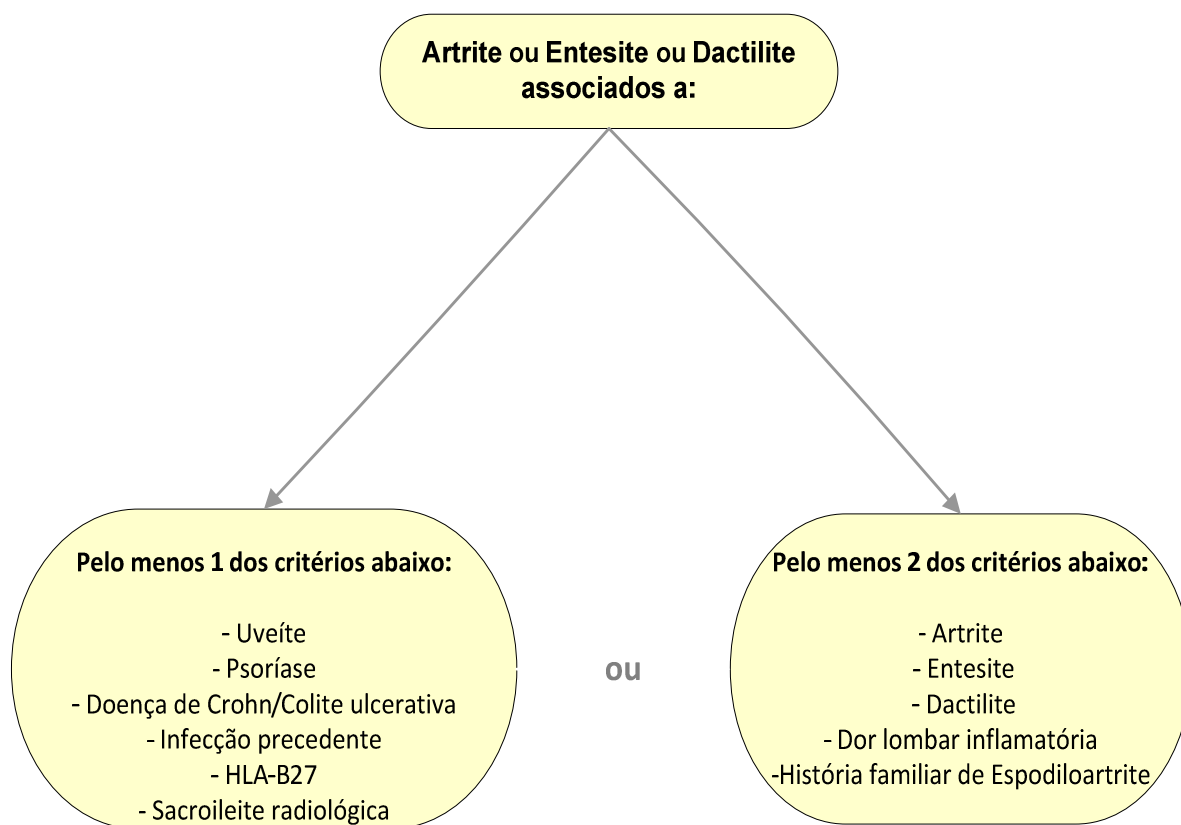 Artrite ou Entesite ou Dactilite
associados a:
Pelo menos 1 dos critérios abaixo:
- Uveíte
- Psoríase
- Doença de Crohn/Colite ulcerativa
- Infecção precedente
- HLA-B27
- Sacroileite radiológica
ou
Pelo menos 2 dos critérios abaixo:
- Artrite
- Entesite
- Dactilite
- Dor lombar inflamatória
-História familiar de Espodiloartrite